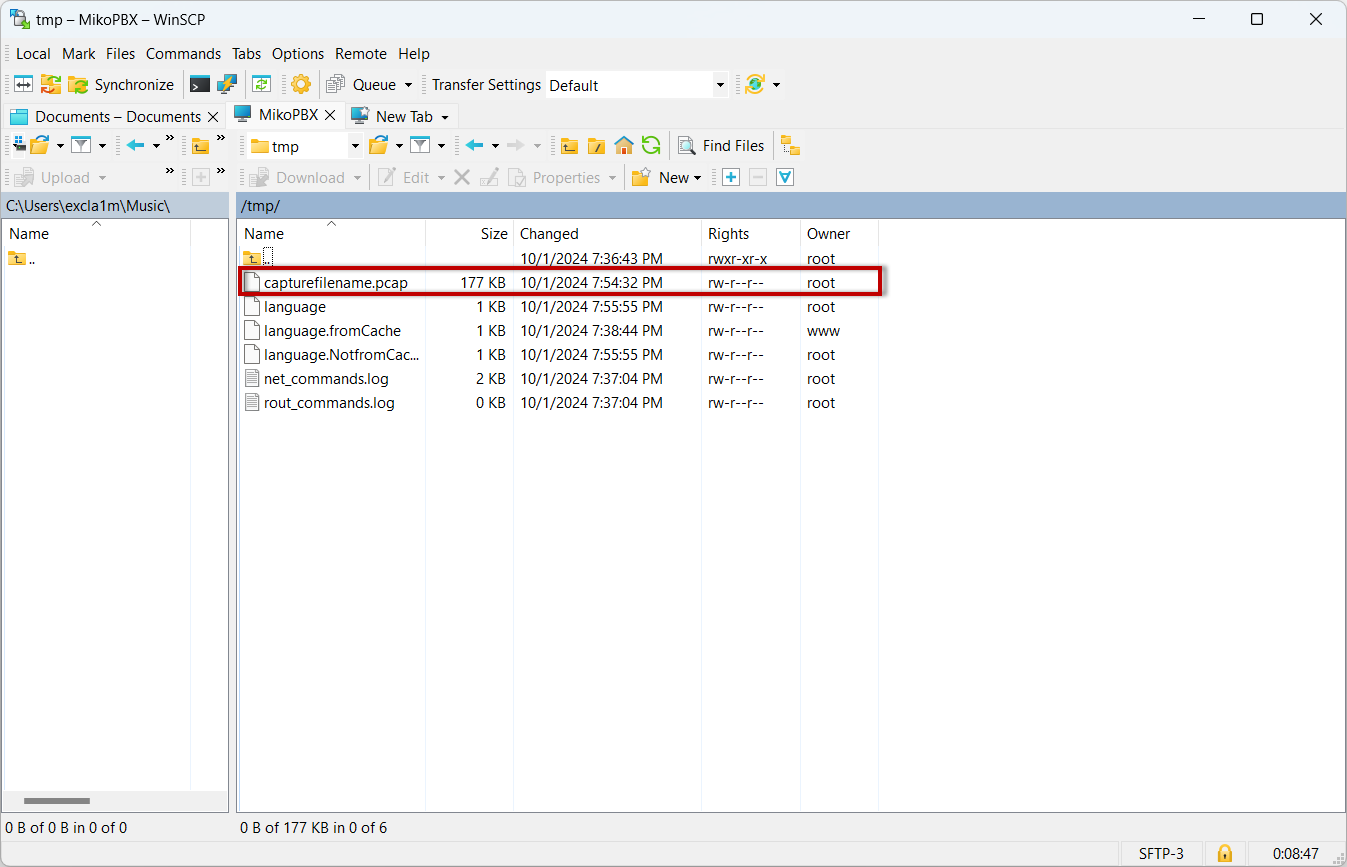 tmp – MikoPBX – WinSCP
Local Mark Files Commands Tabs Options Remote Help
Synchronize Queue Transfer Settings Default
Documents – Documents MikoPBX New Tab
tmp Find Files
Upload Download Edit Properties New
C:\Users\excla1m\Music\ /tmp/
Name Name Size Changed Rights Owner
.. .. 10/1/2024 7:36:43 PM rwxr-xr-x root
capturefilename.pcap 177 KB 10/1/2024 7:54:32 PM rw-r--r-- root
language 1 KB 10/1/2024 7:55:55 PM rw-r--r-- root
language.fromCache 1 KB 10/1/2024 7:38:44 PM rw-r--r-- www
language.NotfromCac... 1 KB 10/1/2024 7:55:55 PM rw-r--r-- root
net_commands.log 2 KB 10/1/2024 7:37:04 PM rw-r--r-- root
rout_commands.log 0 KB 10/1/2024 7:37:04 PM rw-r--r-- root
0 B of 0 B in 0 of 0 0 B of 177 KB in 0 of 6
SFTP-3 0:08:47